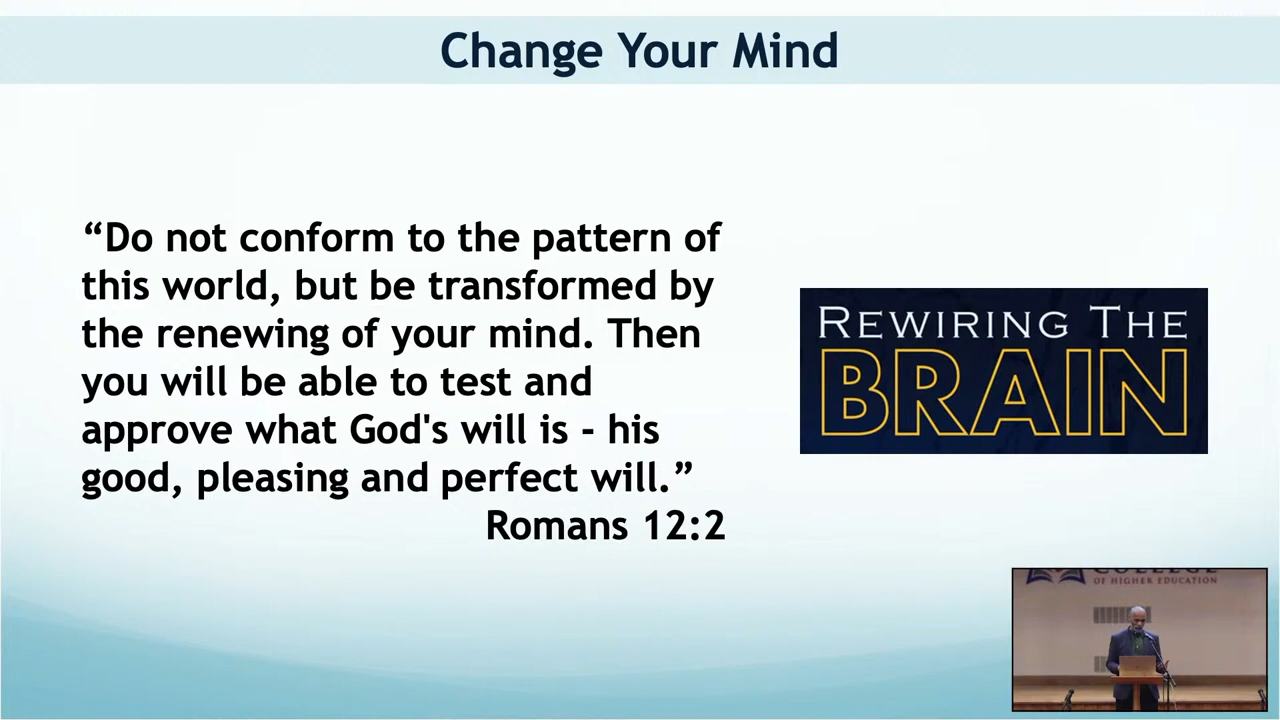 Change Your Mind
“Do not conform to the pattern of
this world, but be transformed by
the renewing of your mind. Then
you will be able to test and
approve what God's will is - his
good, pleasing and perfect will.”
Romans 12:2
REWIRING THE
BRAIN
OF HIGHER EDUCATION